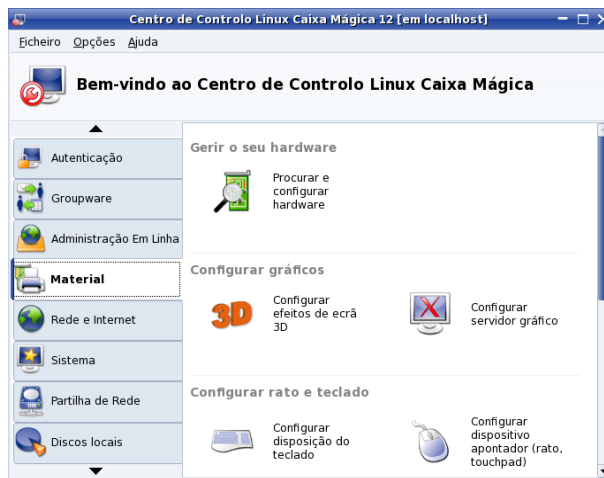 Centro de Controlo Linux Caixa Mágica 12 [em localhost]
Ficheiro Opções Ajuda
Bem-vindo ao Centro de Controlo Linux Caixa Mágica
Autenticação
Groupware
Administração Em Linha
Material
Rede e Internet
Sistema
Partilha de Rede
Discos locais
Gerir o seu hardware
Procurar e
configurar
hardware
Configurar gráficos
3D
Configurar
efeitos de ecrã
3D
Configurar
servidor gráfico
Configurar rato e teclado
Configurar
disposição do
teclado
Configurar
dispositivo
apontador (rato,
touchpad)